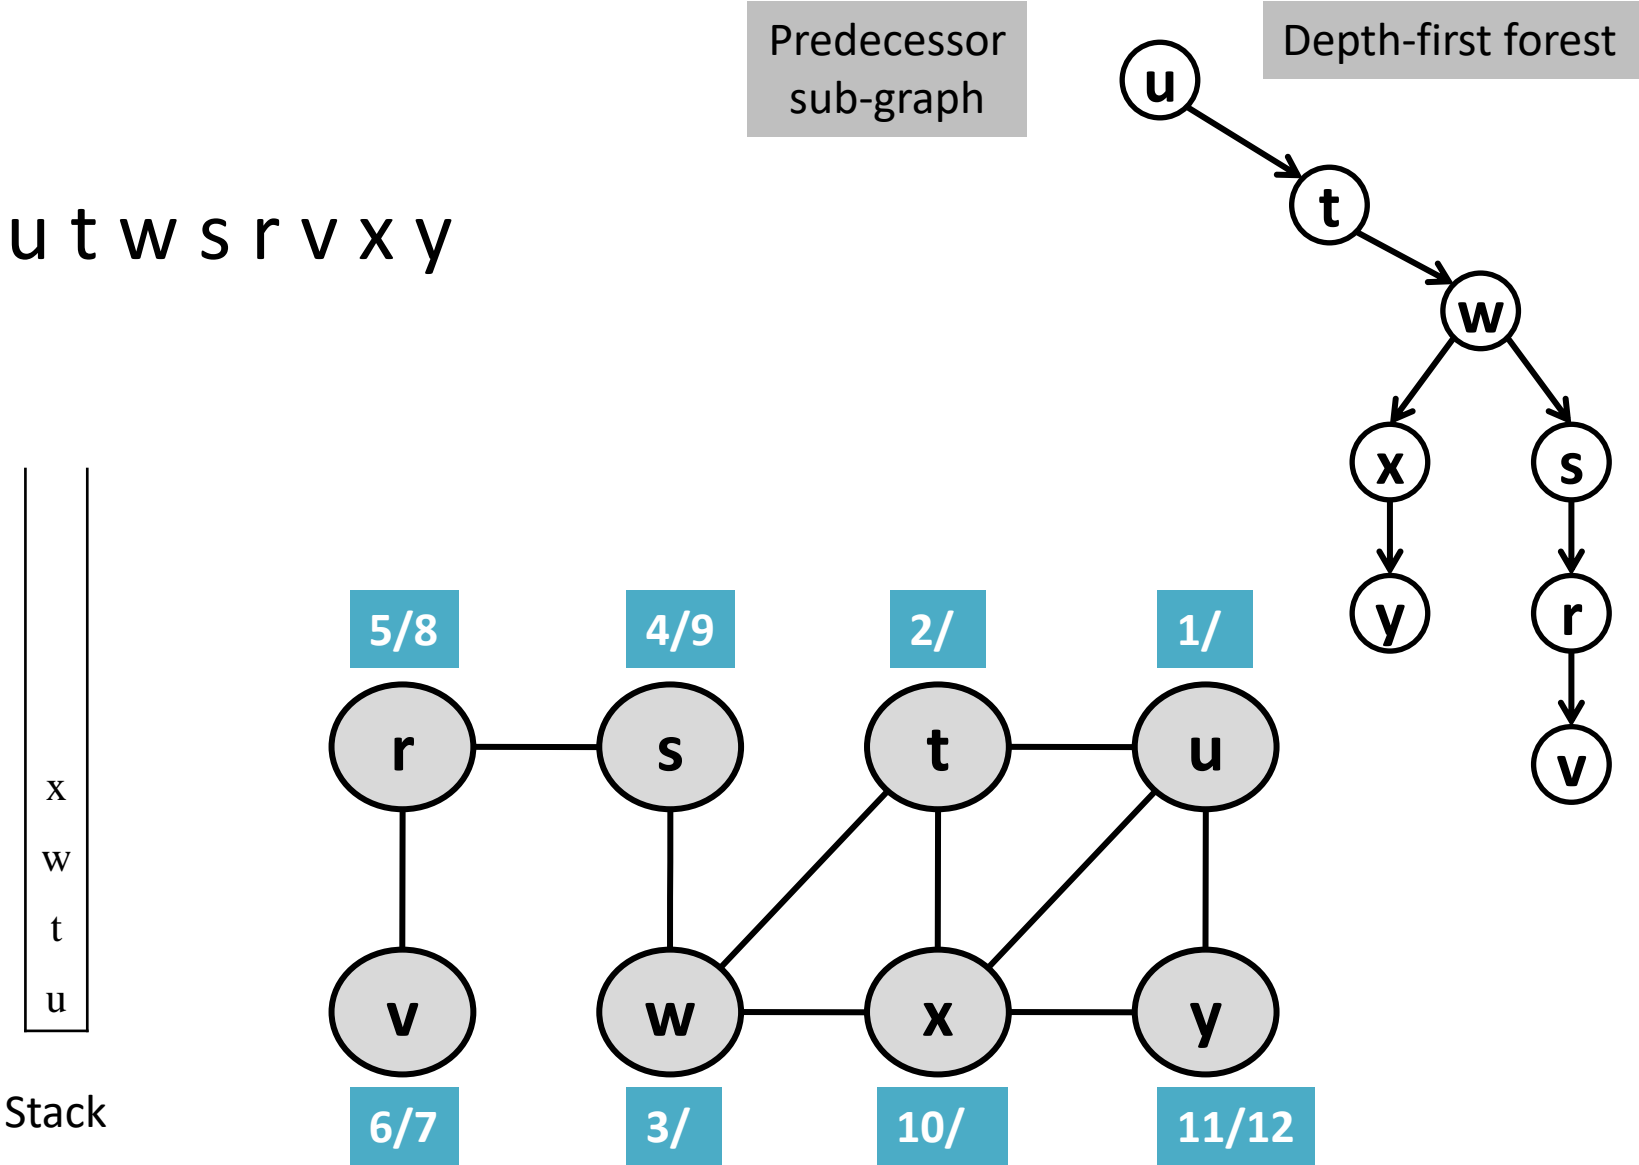 Predecessor
sub-graph
Depth-first forest
u
t
u t w s r v x y
w
x
s
y
r
v
5/8
4/9
2/
1/
r
s
t
u
x
w
t
u
v
w
x
y
Stack
6/7
3/
10/
11/12